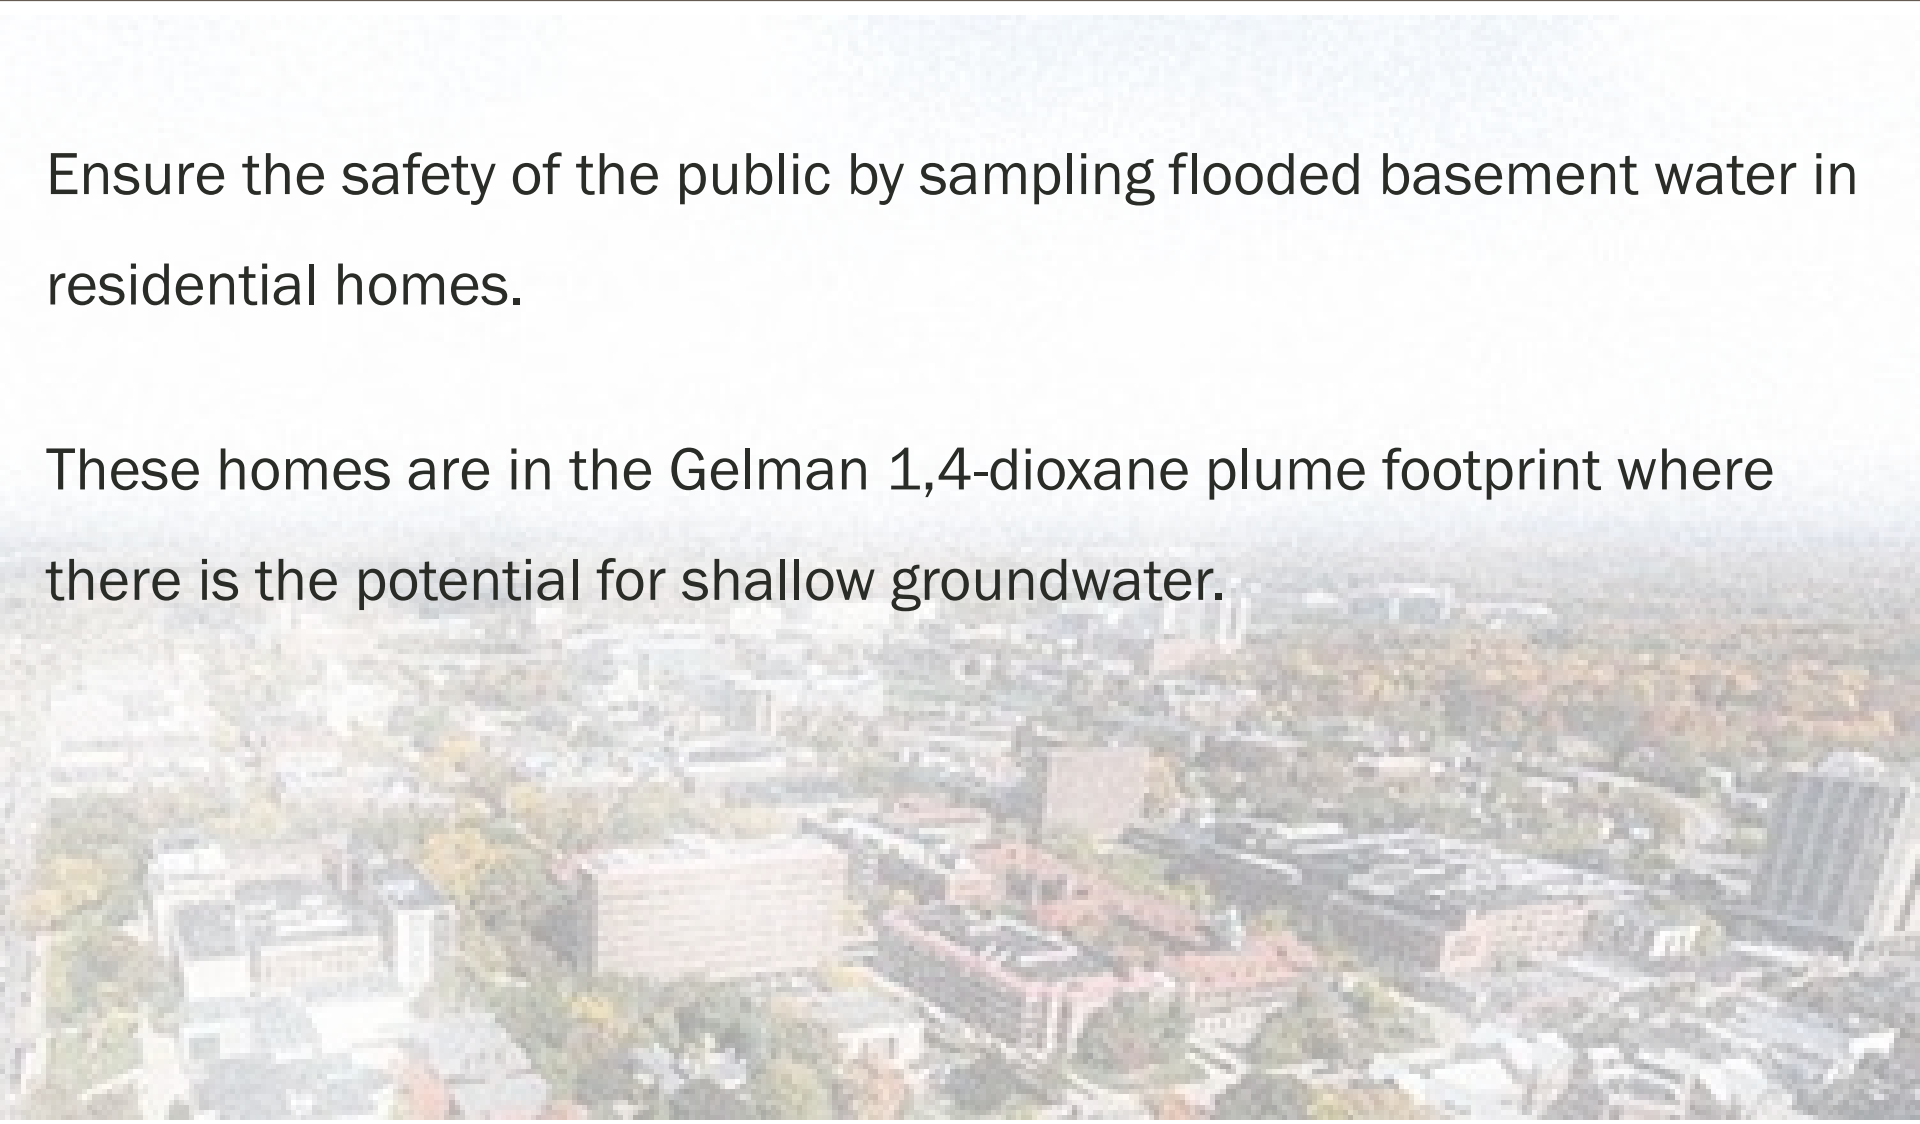 Ensure the safety of the public by sampling flooded basement water in
residential homes.
These homes are in the Gelman 1,4-dioxane plume footprint where
there is the potential for shallow groundwater.